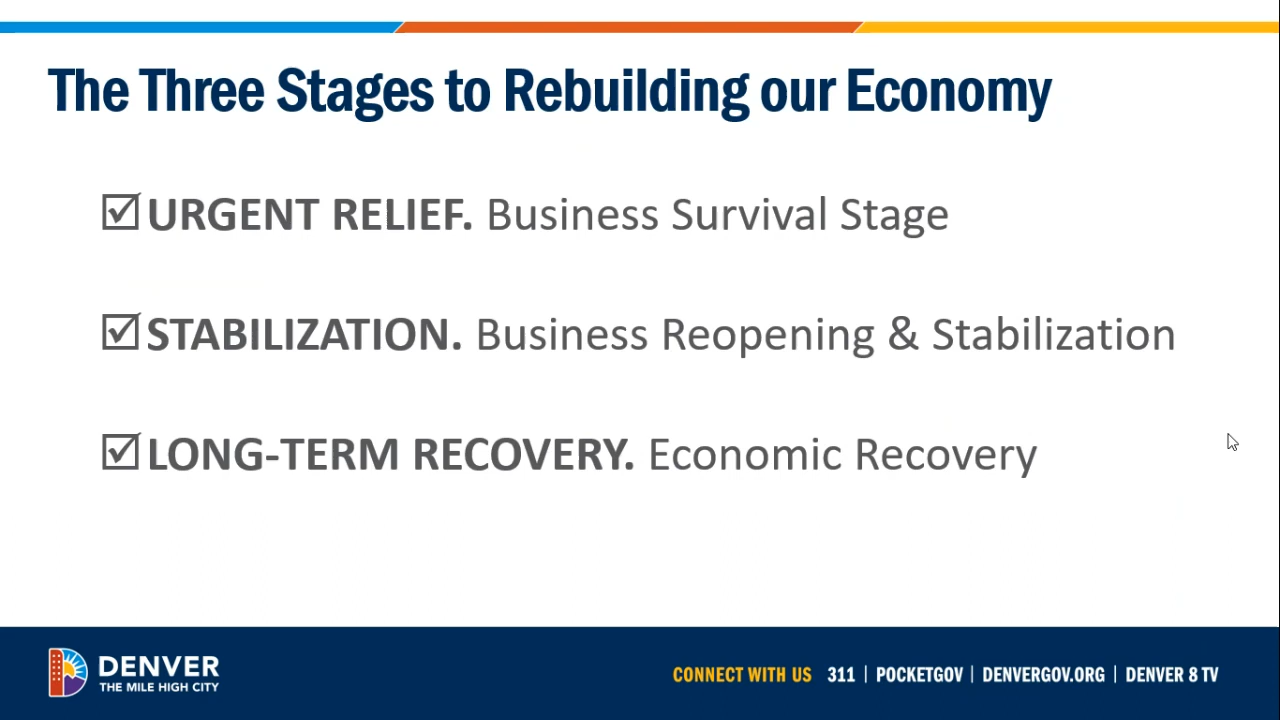 The Three Stages to Rebuilding our Economy
URGENT RELIEF. Business Survival Stage
STABILIZATION. Business Reopening & Stabilization
LONG-TERM RECOVERY. Economic Recovery
DENVER
THE MILE HIGH CITY
CONNECT WITH US 311 | POCKETGOV | DENVERGOV.ORG | DENVER 8 TV